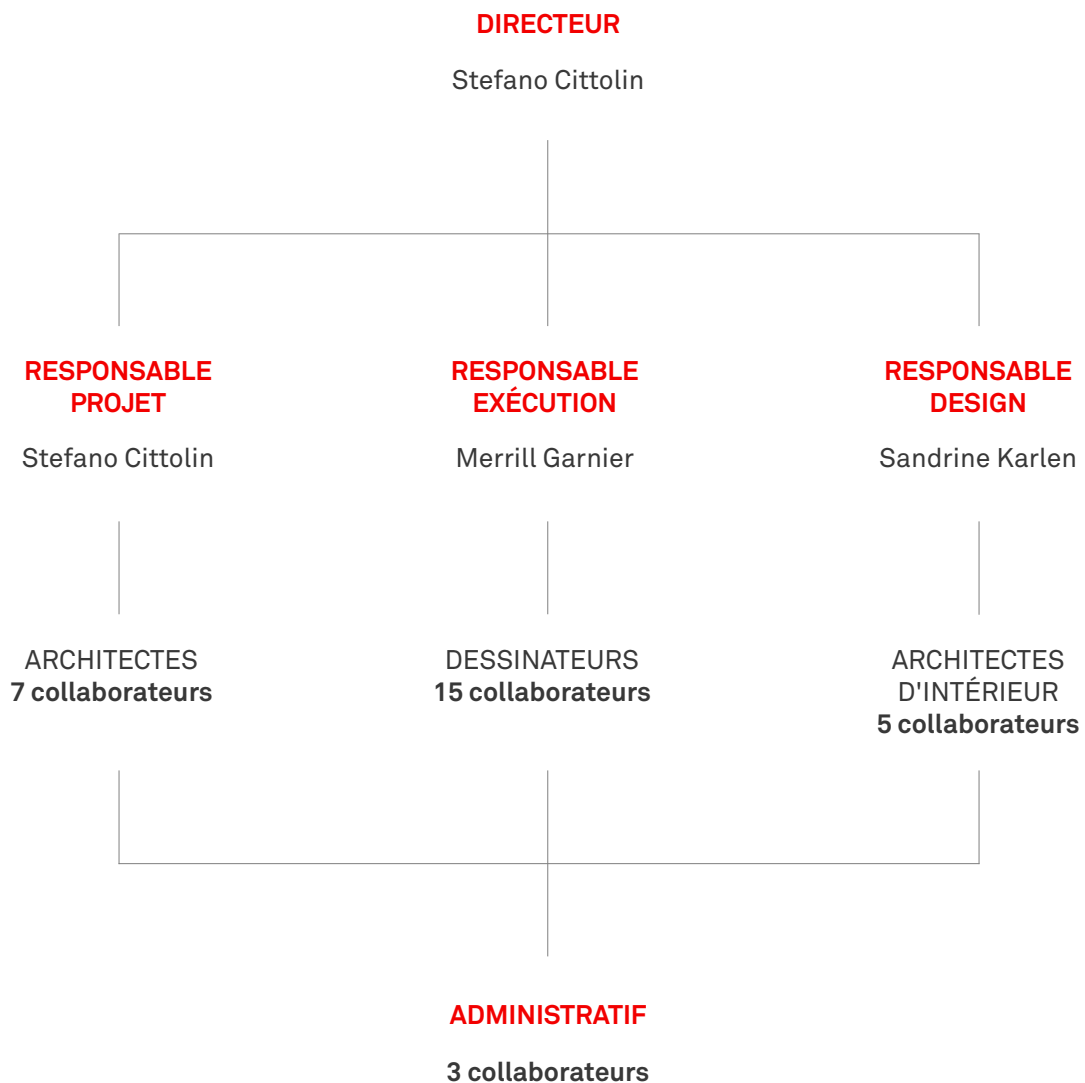 DIRECTEUR
Stefano Cittolin
RESPONSABLE
PROJET
Stefano Cittolin
ARCHITECTES
7 collaborateurs
RESPONSABLE
EXÉCUTION
Merrill Garnier
DESSINATEURS
15 collaborateurs
RESPONSABLE
DESIGN
Sandrine Karlen
ARCHITECTES
D'INTÉRIEUR
5 collaborateurs
ADMINISTRATIF
3 collaborateurs